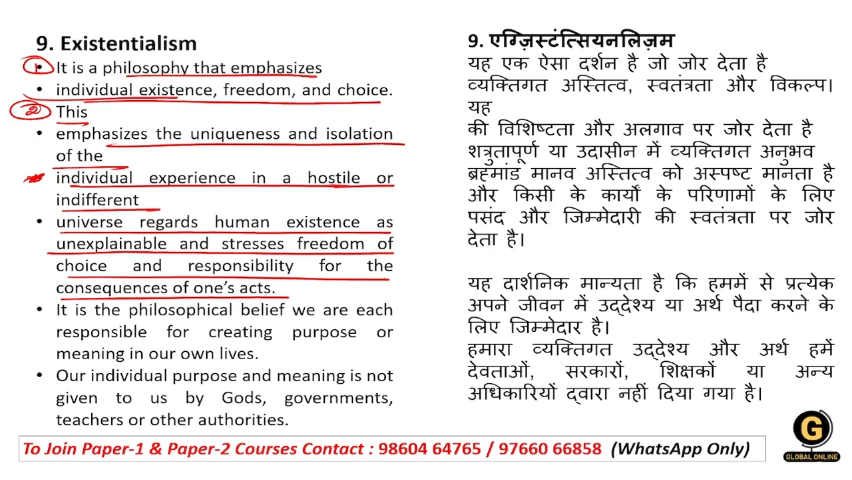 9. Existentialism
• It is a philosophy that emphasizes
• individual existence, freedom, and choice.
• This
• emphasizes the uniqueness and isolation
of the
• individual experience in a hostile or
indifferent
• universe regards human existence as
unexplainable and stresses freedom of
choice and responsibility for the
consequences of one's acts.
• It is the philosophical belief we are each
responsible for creating purpose or
meaning in our own lives.
• Our individual purpose and meaning is not
given to us by Gods, governments,
teachers or other authorities.
9. एग्ज़िस्टंत्सियनलिज़म
यह एक ऐसा दर्शन है जो जोर देता है
व्यक्तिगत अस्तित्व, स्वतंत्रता और विकल्प।
यह
की विशिष्टता और अलगाव पर जोर देता है
शत्रुतापूर्ण या उदासीन में व्यक्तिगत अनुभव
ब्रह्मांड मानव अस्तित्व को अस्पष्ट मानता है
और किसी के कार्यों के परिणामों के लिए
पसंद और जिम्मेदारी की स्वतंत्रता पर जोर
देता है।
यह दार्शनिक मान्यता है कि हममें से प्रत्येक
अपने जीवन में उद्देश्य या अर्थ पैदा करने के
लिए जिम्मेदार है।
हमारा व्यक्तिगत उद्देश्य और अर्थ हमें
देवताओं, सरकारों, शिक्षकों या अन्य
अधिकारियों द्वारा नहीं दिया गया है।
To Join Paper-1 & Paper-2 Courses Contact : 98604 64765 / 97660 66858 (WhatsApp Only)
G
GLOBAL ONLINE
1
2